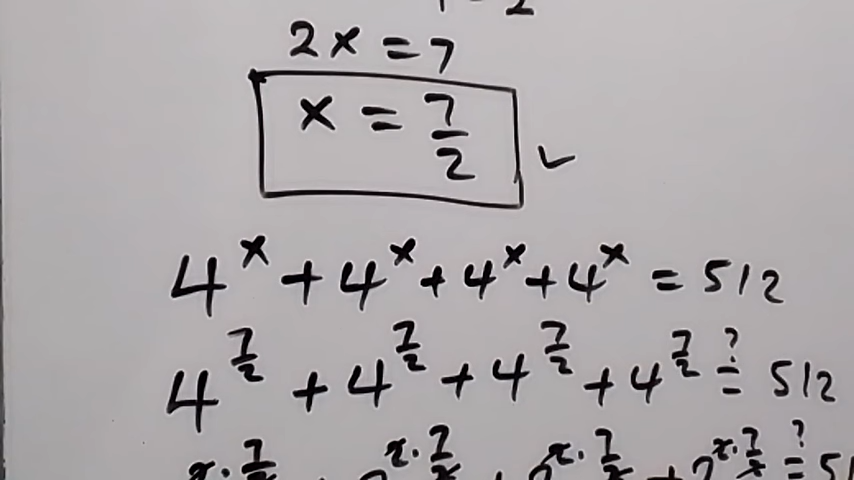 2x = 7
x = 7/2 ✓
4^x + 4^x + 4^x + 4^x = 512
4^(7/2) + 4^(7/2) + 4^(7/2) + 4^(7/2) ≟ 512